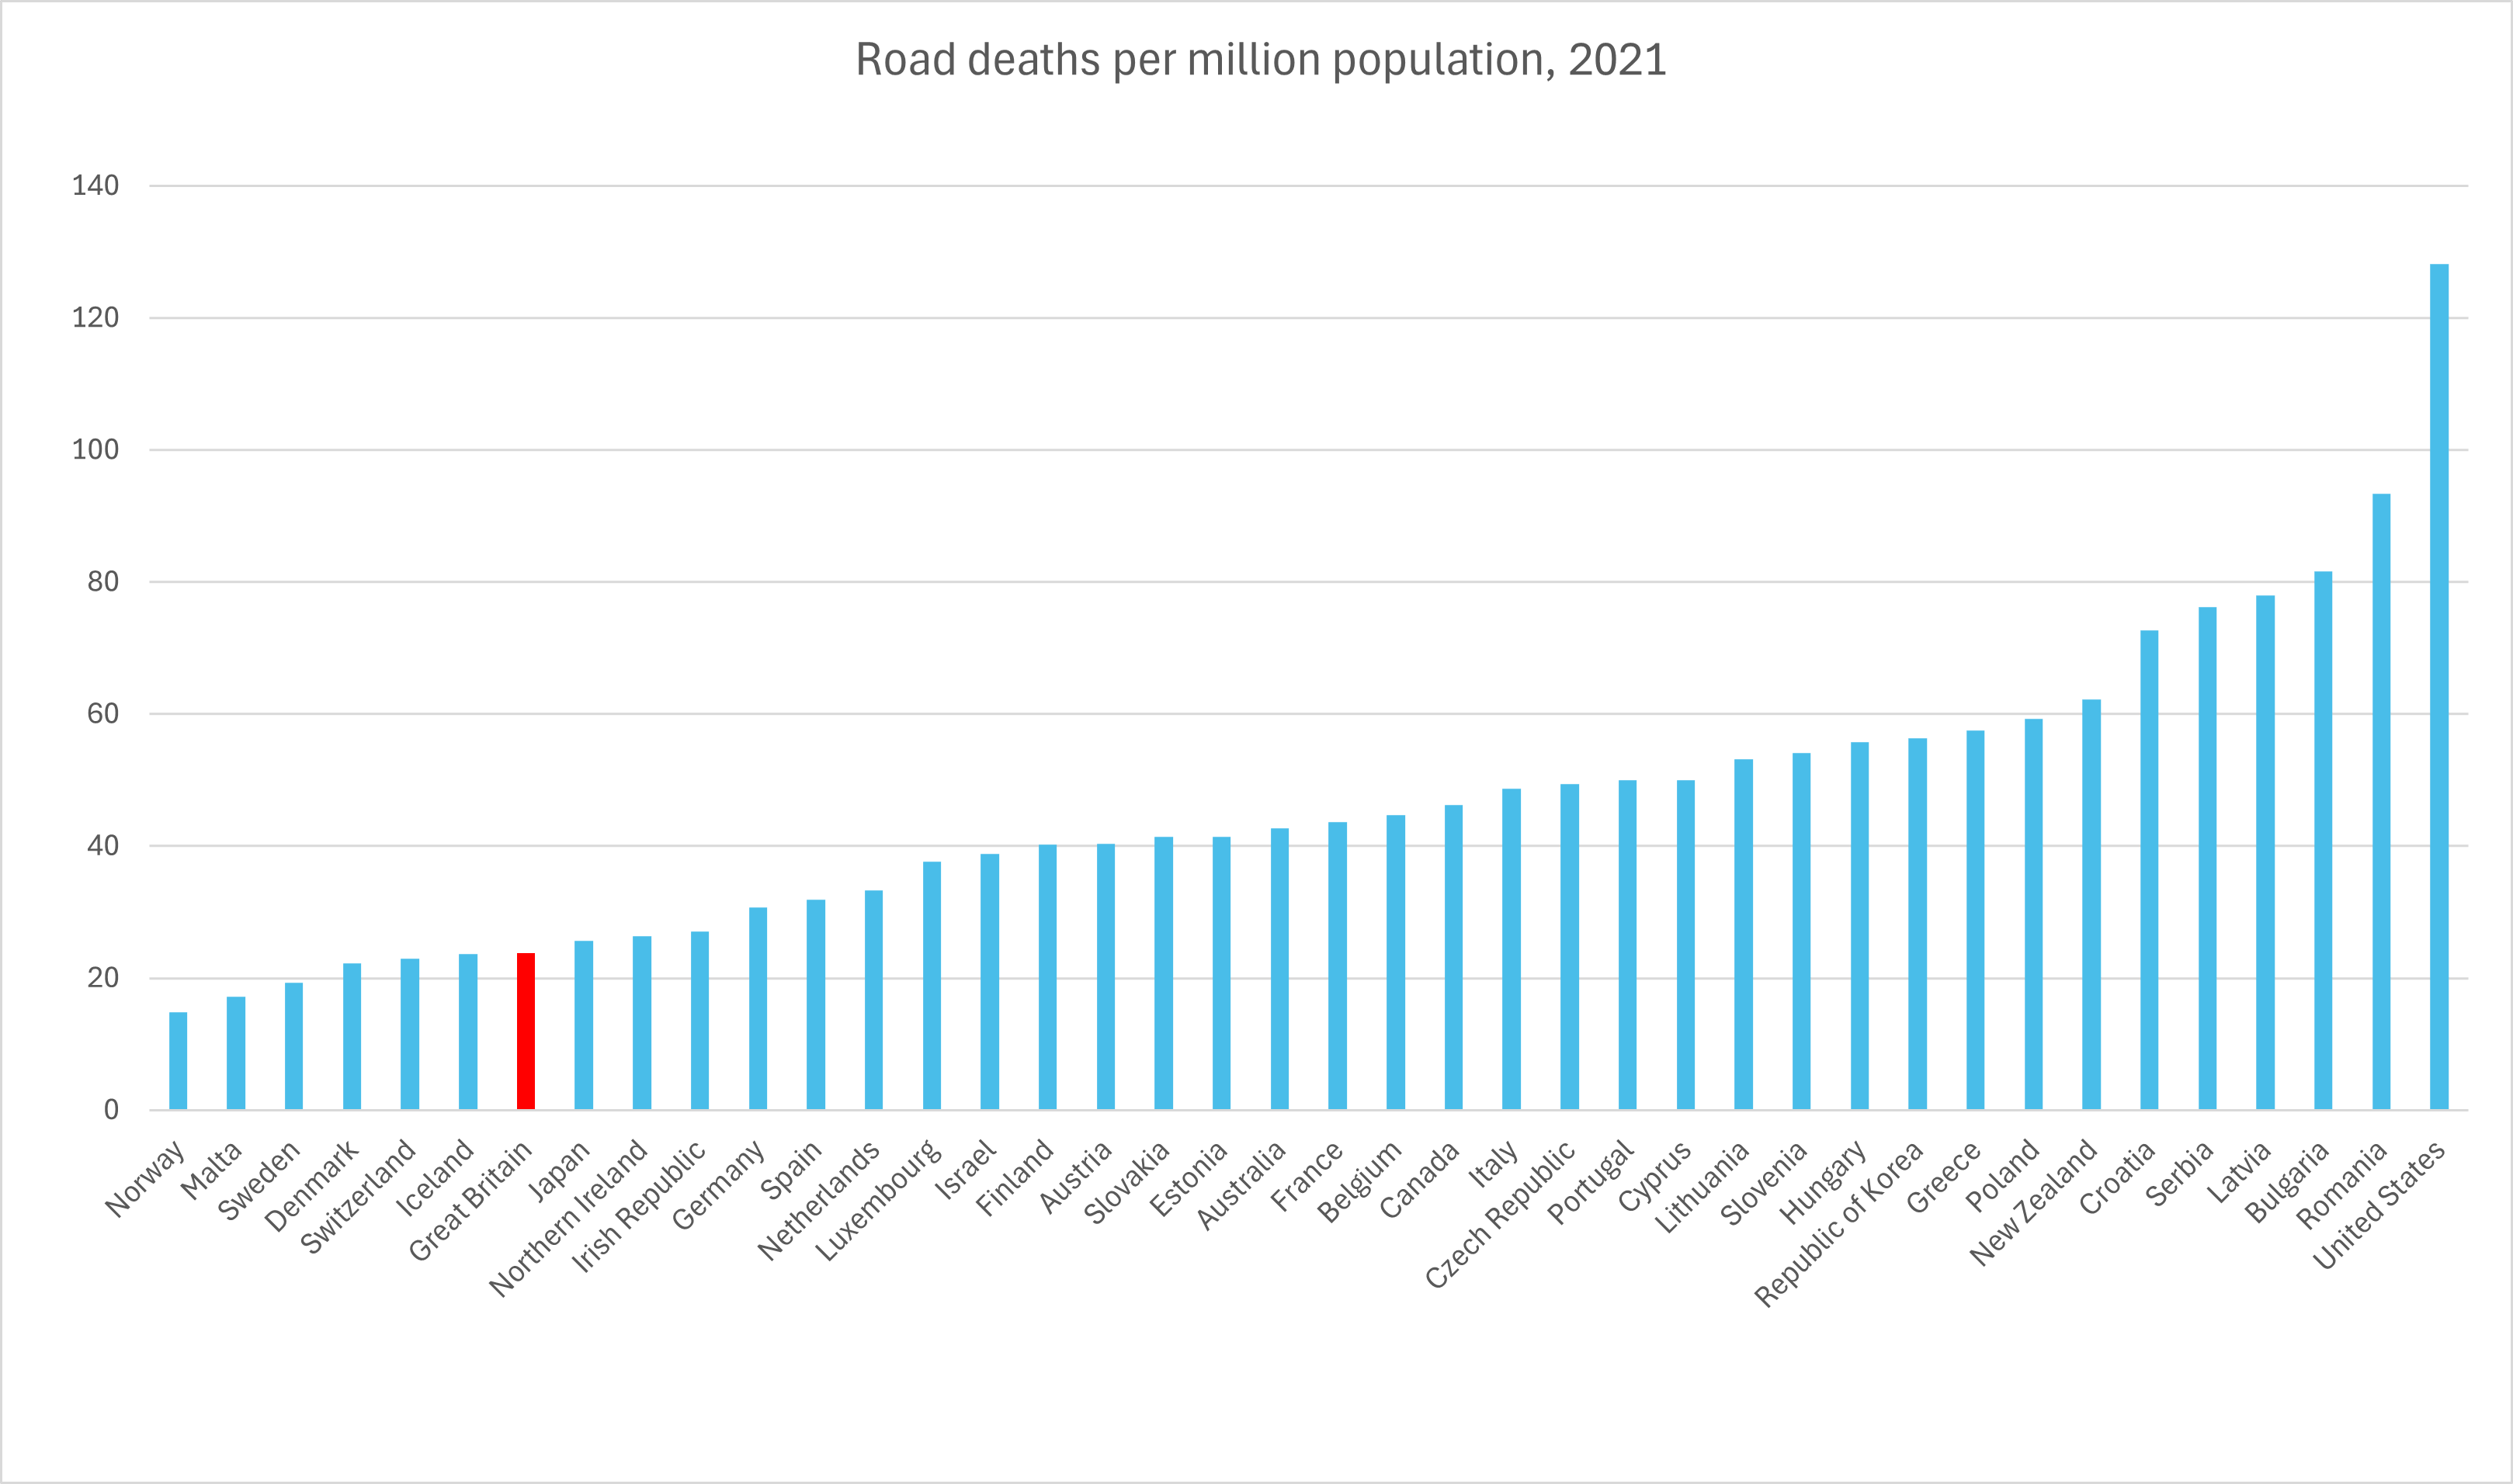 Road deaths per million population, 2021
140
120
100
80
60
40
20
0
Norway
Malta
Sweden
Denmark
Switzerland
Iceland
Great Britain
Japan
Northern Ireland
Irish Republic
Germany
Spain
Netherlands
Luxembourg
Israel
Finland
Austria
Slovakia
Estonia
Australia
France
Belgium
Canada
Italy
Czech Republic
Portugal
Cyprus
Lithuania
Slovenia
Hungary
Republic of Korea
Greece
Poland
New Zealand
Croatia
Serbia
Latvia
Bulgaria
Romania
United States